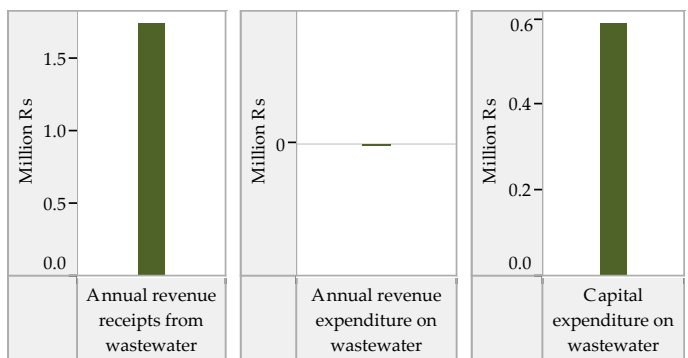 Million Rs
1.5
1.0
0.5
0.0
Annual revenue
receipts from
wastewater
Million Rs
0
Annual revenue
expenditure on
wastewater
Million Rs
0.6
0.4
0.2
0.0
Capital
expenditure on
wastewater